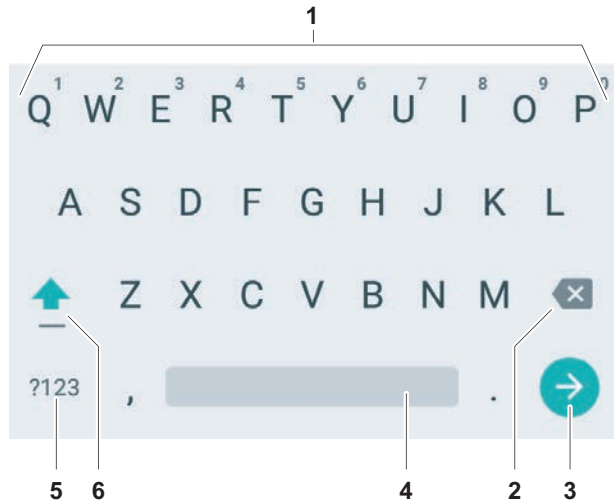 1
Q 1 W 2 E 3 R 4 T 5 Y 6 U 7 I 8 O 9 P 0
A S D F G H J K L
Z X C V B N M
?123 , .
5 6 4 2 3